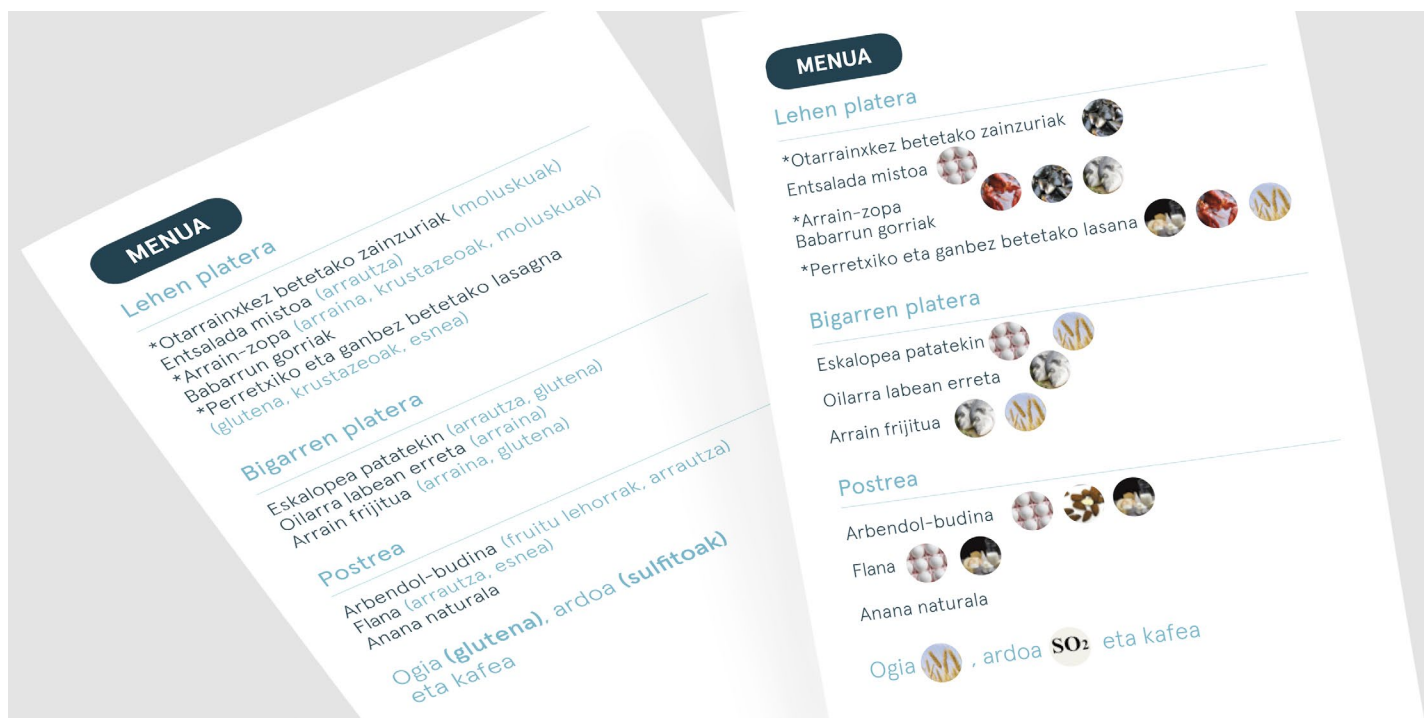 MENUA
Lehen platera
*Otarrainxkez betetako zainzuriak (moluskuak)
Entsalada mistoa (arrautza)
*Arrain-zopa (arraina, krustazeoak, moluskuak)
Babarrun gorriak
*Perretxiko eta ganbez betetako lasagna
(glutena, krustazeoak, esnea)
Bigarren platera
Eskalopea patatekin (arrautza, glutena)
Oilarra labean erreta (arraina)
Arrain frijitua (arraina, glutena)
Postrea
Arbendol-budina (fruitu lehorrak, arrautza)
Flana (arrautza, esnea)
Anana naturala
Ogia (glutena), ardoa (sulfitoak)
eta kafea
MENUA
Lehen platera
*Otarrainxkez betetako zainzuriak
Entsalada mistoa
*Arrain-zopa
Babarrun gorriak
*Perretxiko eta ganbez betetako lasana
Bigarren platera
Eskalopea patatekin
Oilarra labean erreta
Arrain frijitua
Postrea
Arbendol-budina
Flana
Anana naturala
Ogia , ardoa SO₂ eta kafea